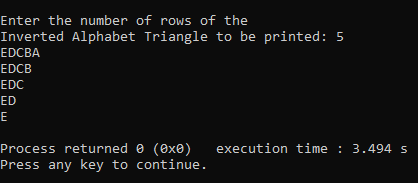 Enter the number of rows of the
Inverted Alphabet Triangle to be printed: 5
EDCBA
EDCB
EDC
ED
E
Process returned 0 (0x0)   execution time : 3.494 s
Press any key to continue.